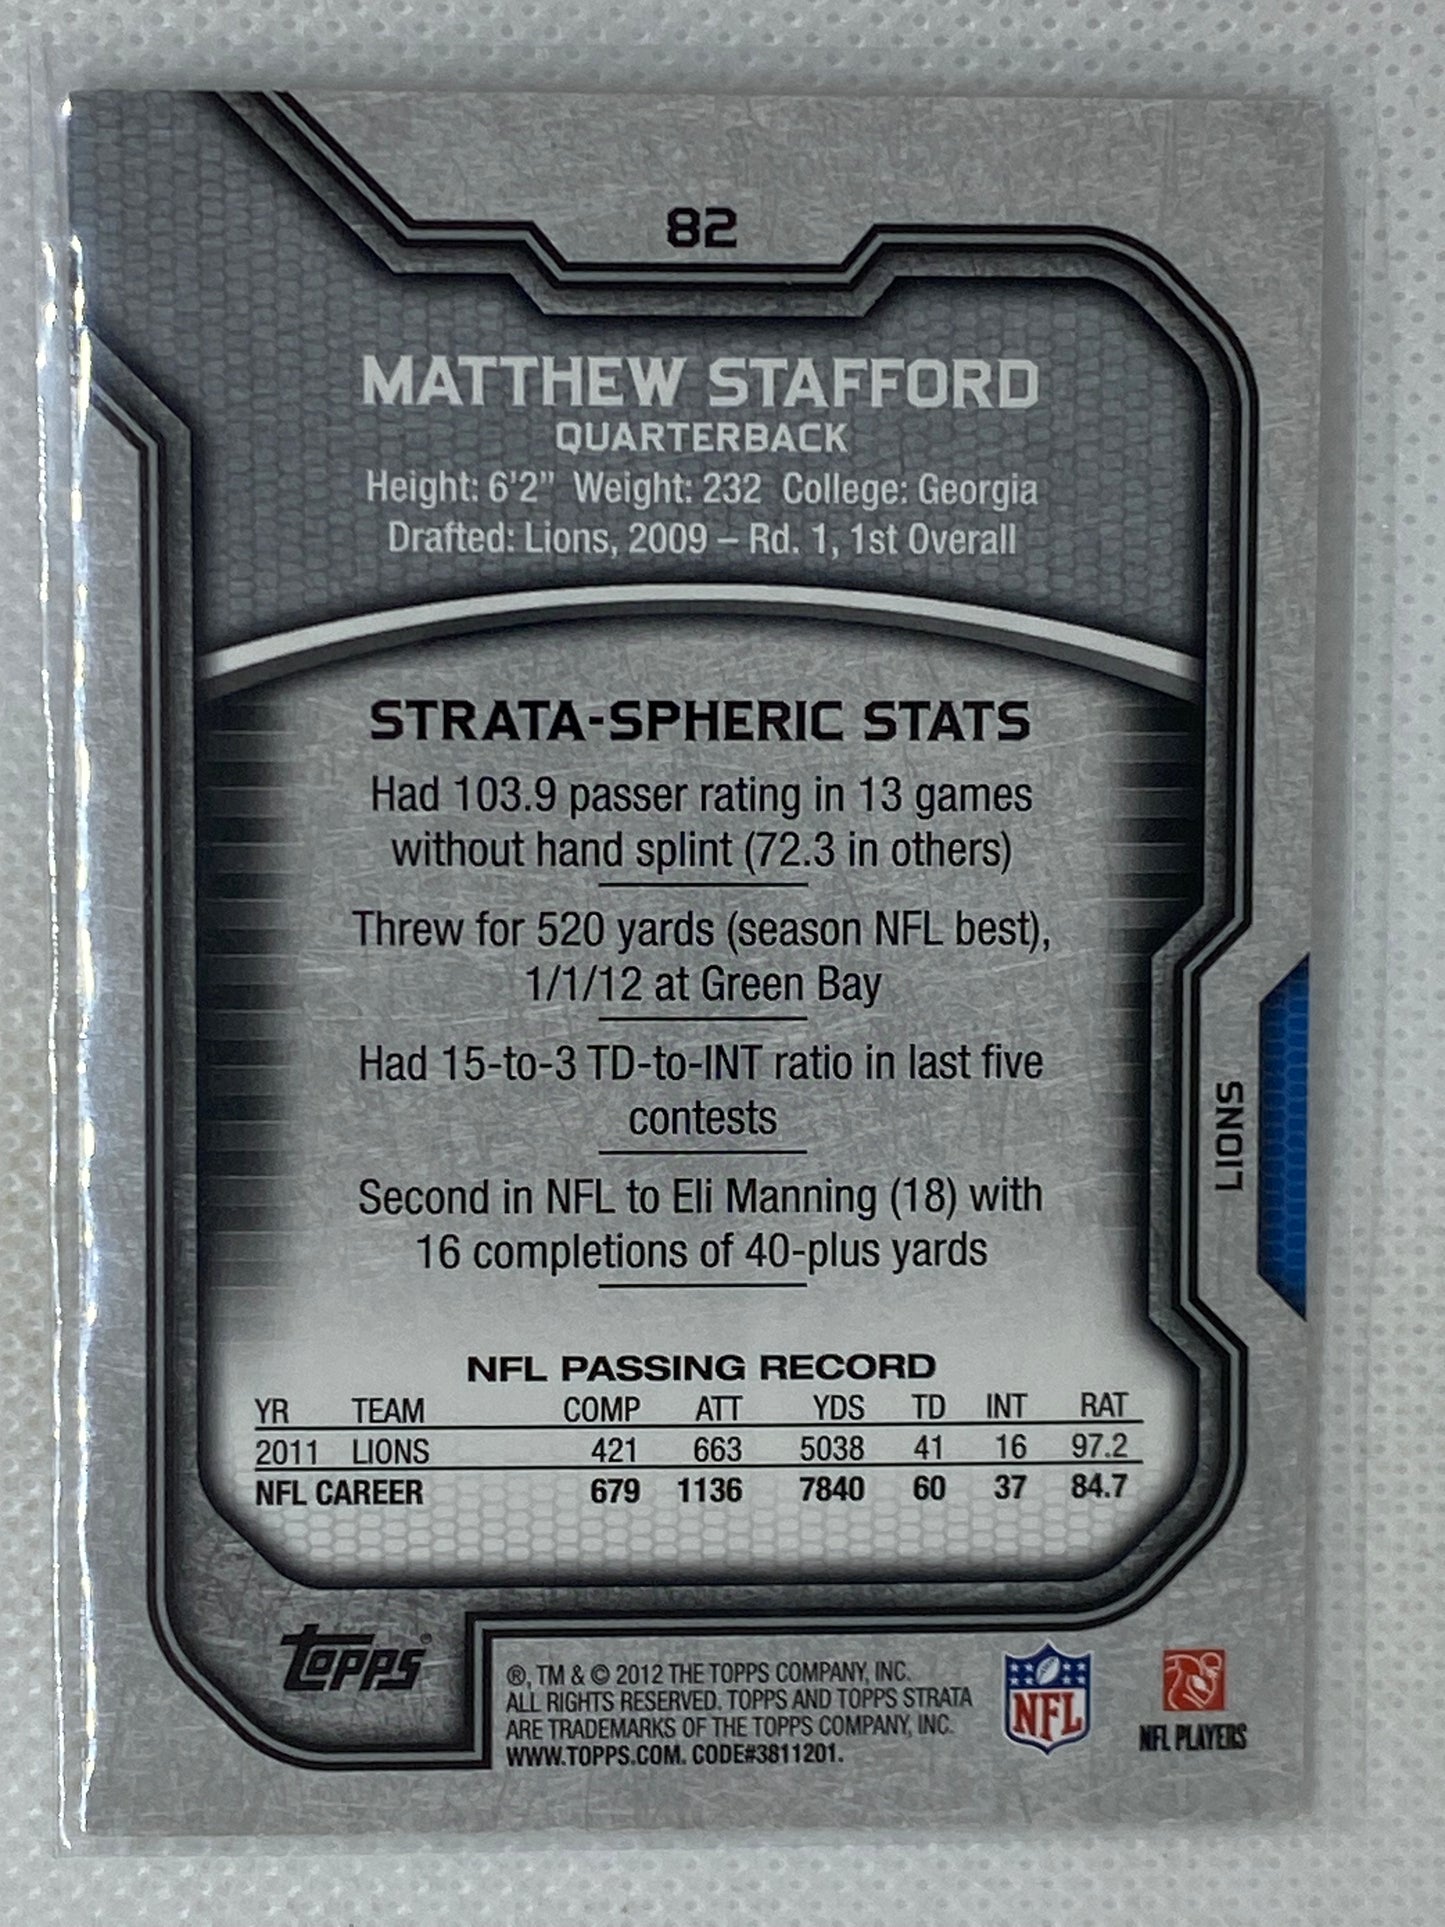 82
MATTHEW STAFFORD
QUARTERBACK
Height: 6'2" Weight: 232 College: Georgia
Drafted: Lions, 2009 – Rd. 1, 1st Overall
STRATA-SPHERIC STATS
Had 103.9 passer rating in 13 games
without hand splint (72.3 in others)
Threw for 520 yards (season NFL best),
1/1/12 at Green Bay
Had 15-to-3 TD-to-INT ratio in last five
contests
Second in NFL to Eli Manning (18) with
16 completions of 40-plus yards
LIONS
NFL PASSING RECORD
YR TEAM COMP ATT YDS TD INT RAT
2011 LIONS 421 663 5038 41 16 97.2
NFL CAREER 679 1136 7840 60 37 84.7
Topps®
®, TM & © 2012 THE TOPPS COMPANY, INC.
ALL RIGHTS RESERVED. TOPPS AND TOPPS STRATA
ARE TRADEMARKS OF THE TOPPS COMPANY, INC.
WWW.TOPPS.COM. CODE#3811201.
NFL
NFL PLAYERS